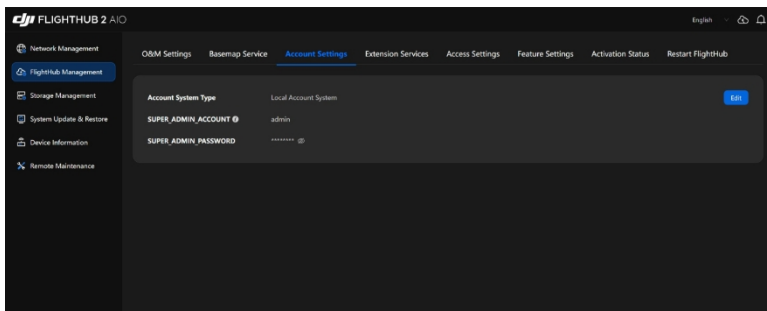 dji FLIGHTHUB 2 AIO
English
Network Management
FlightHub Management
Storage Management
System Update & Restore
Device Information
Remote Maintenance
O&M Settings Basemap Service Account Settings Extension Services Access Settings Feature Settings Activation Status Restart FlightHub
Account System Type Local Account System Edit
SUPER_ADMIN_ACCOUNT admin
SUPER_ADMIN_PASSWORD ********